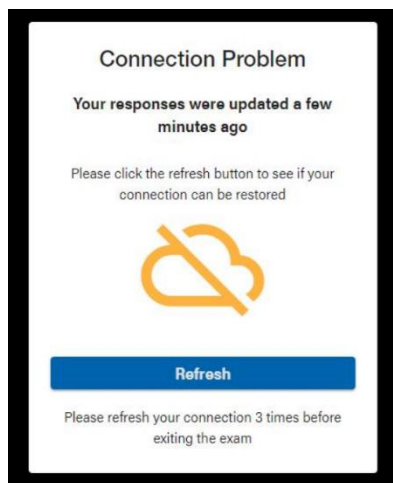 Connection Problem
Your responses were updated a few
minutes ago
Please click the refresh button to see if your
connection can be restored
Refresh
Please refresh your connection 3 times before
exiting the exam